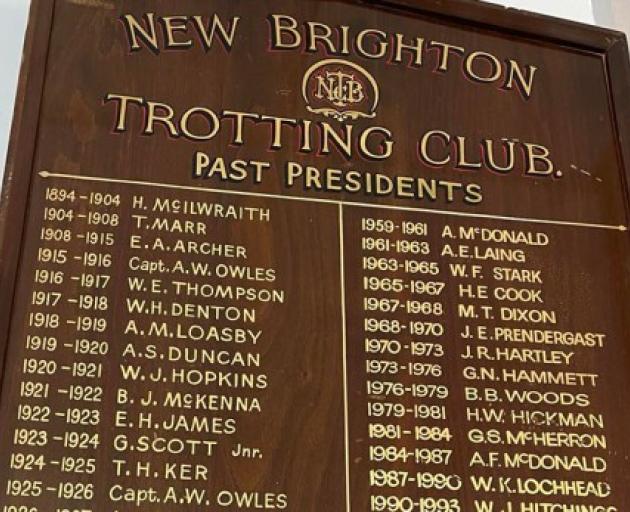 NEW BRIGHTON
TROTTING CLUB.
PAST PRESIDENTS
1894-1904 H. McILWRAITH
1904-1908 T. MARR
1908-1915 E. A. ARCHER
1915-1916 Capt. A. W. OWLES
1916-1917 W. E. THOMPSON
1917-1918 W. H. DENTON
1918-1919 A. M. LOASBY
1919-1920 A. S. DUNCAN
1920-1921 W. J. HOPKINS
1921-1922 B. J. McKENNA
1922-1923 E. H. JAMES
1923-1924 G. SCOTT Jnr.
1924-1925 T. H. KER
1925-1926 Capt. A. W. OWLES
1959-1961 A. McDONALD
1961-1963 A. E. LAING
1963-1965 W. F. STARK
1965-1967 H. E COOK
1967-1968 M. T. DIXON
1968-1970 J. E. PRENDERGAST
1970-1973 J. R. HARTLEY
1973-1976 G. N. HAMMETT
1976-1979 B. B. WOODS
1979-1981 H. W. HICKMAN
1981-1984 G. S. McHERRON
1984-1987 A. F. McDONALD
1987-1990 W. K. LOCHHEAD
1990-1993 W. J. HITCHINGS